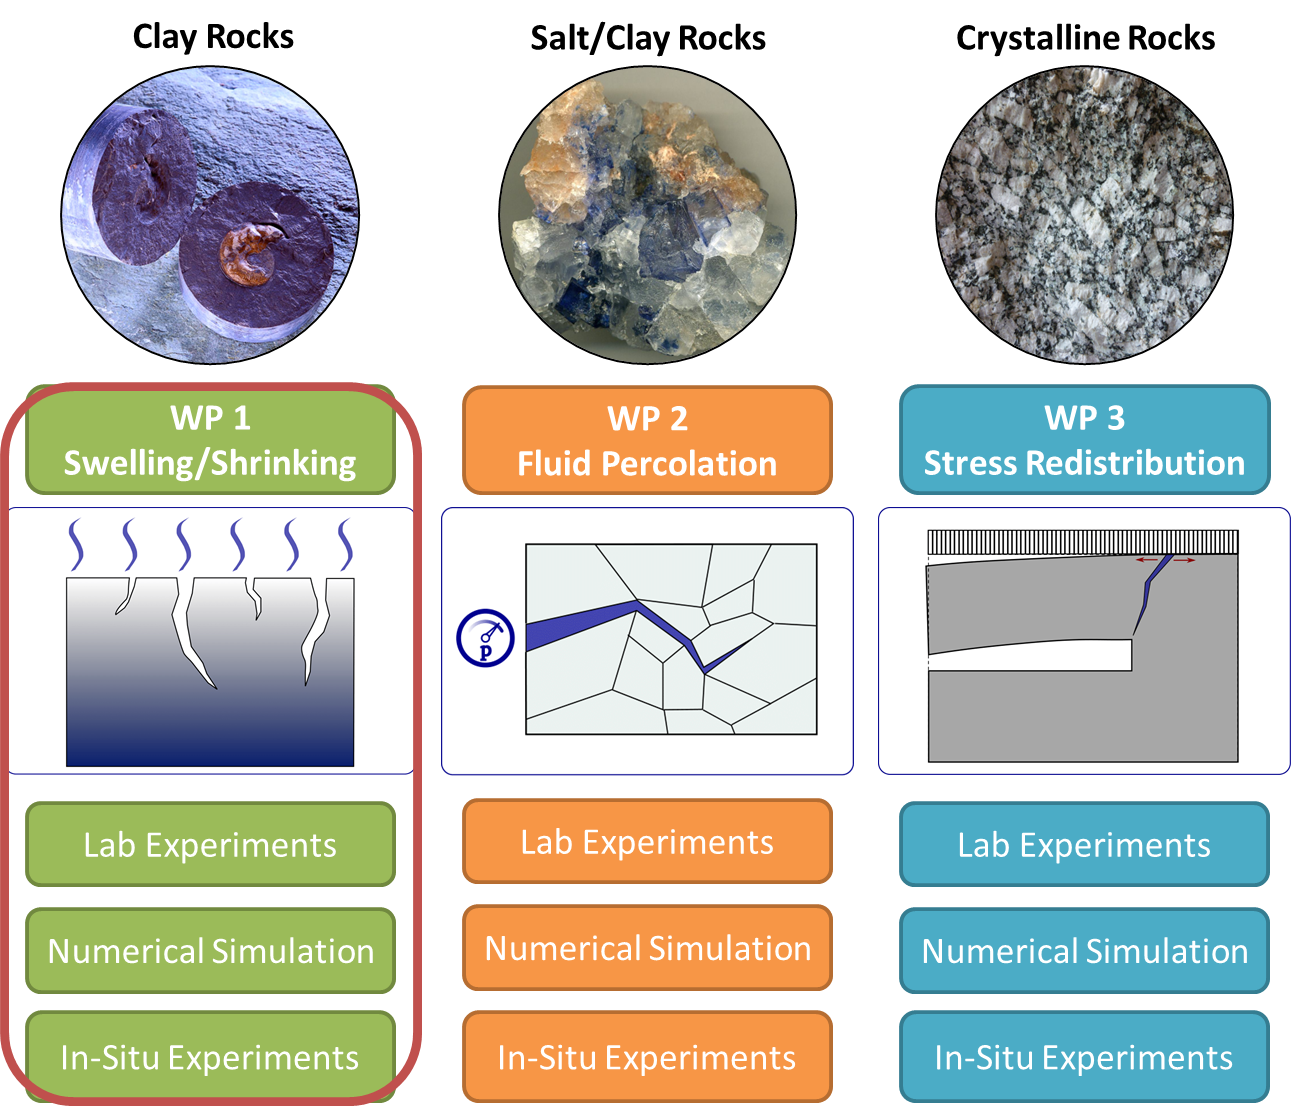 Clay Rocks
Salt/Clay Rocks
Crystalline Rocks
WP 1
Swelling/Shrinking
WP 2
Fluid Percolation
WP 3
Stress Redistribution
p
Lab Experiments
Lab Experiments
Lab Experiments
Numerical Simulation
Numerical Simulation
Numerical Simulation
In-Situ Experiments
In-Situ Experiments
In-Situ Experiments